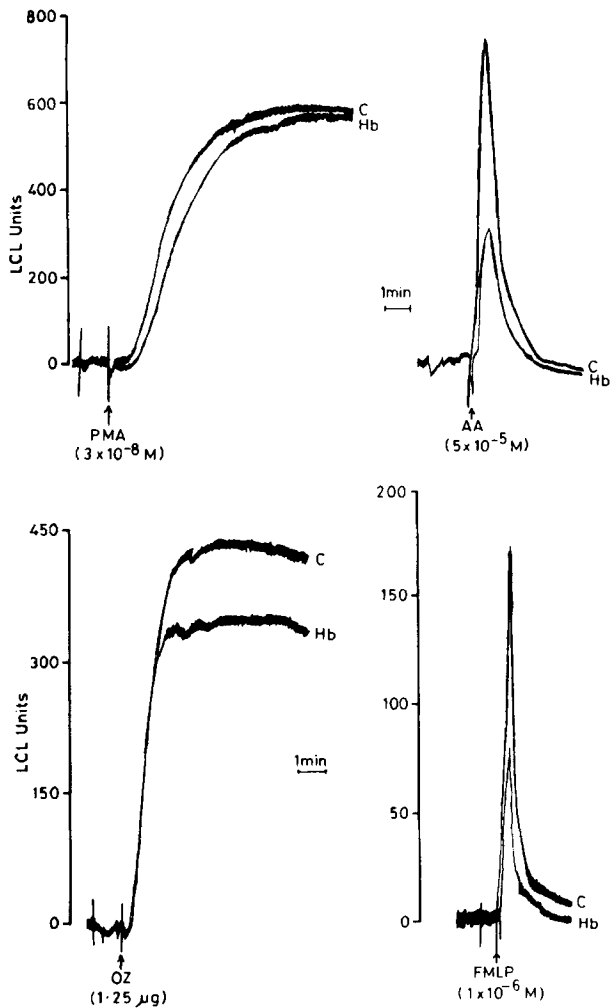 800
600
400
200
0
LCL Units
C
Hb
PMA
(3 x 10⁻⁸ M)
1min
C
Hb
AA
(5 x 10⁻⁵ M)
450
300
150
0
LCL Units
C
Hb
1min
OZ
(1·25 µg)
200
150
100
50
0
C
Hb
FMLP
(1 x 10⁻⁶ M)